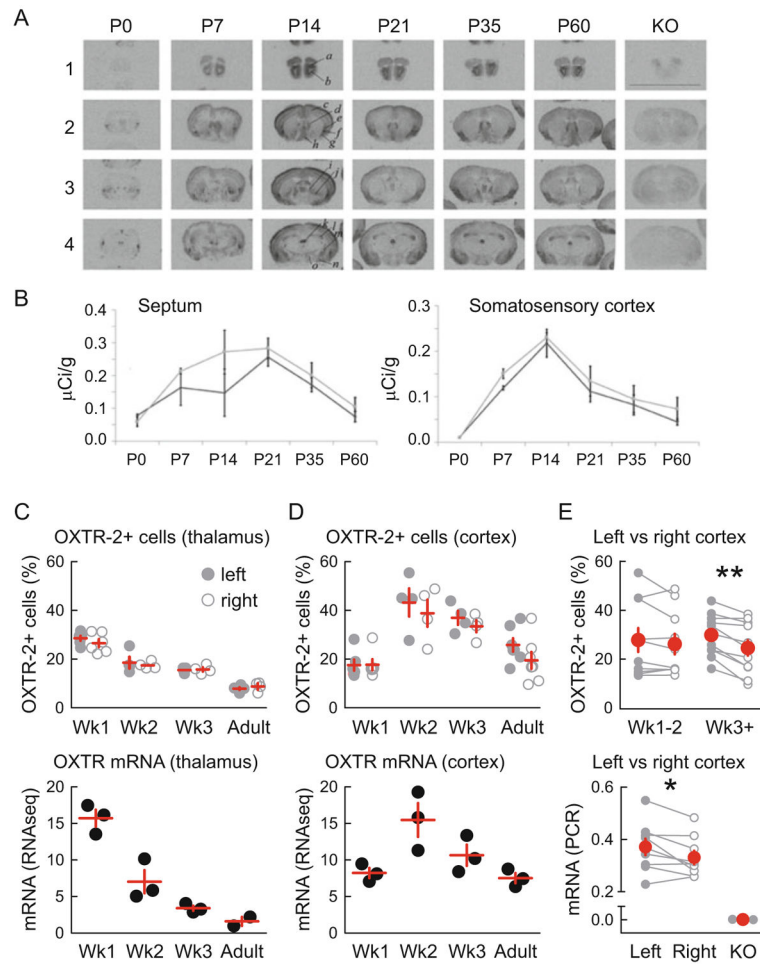 A
P0 P7 P14 P21 P35 P60 KO
1
a
b
2
c
d
e
f
g
h
3
i
j
4
k
l
m
n
o
B
Septum
Somatosensory cortex
μCi/g
0.4
0.3
0.2
0.1
0.0
P0 P7 P14 P21 P35 P60
μCi/g
0.3
0.2
0.1
0.0
P0 P7 P14 P21 P35 P60
C
OXTR-2+ cells (thalamus)
OXTR-2+ cells (%)
60
40
20
0
left
right
Wk1 Wk2 Wk3 Adult
OXTR mRNA (thalamus)
mRNA (RNAseq)
20
15
10
5
0
Wk1 Wk2 Wk3 Adult
D
OXTR-2+ cells (cortex)
OXTR-2+ cells (%)
60
40
20
0
Wk1 Wk2 Wk3 Adult
OXTR mRNA (cortex)
mRNA (RNAseq)
20
15
10
5
0
Wk1 Wk2 Wk3 Adult
E
Left vs right cortex
OXTR-2+ cells (%)
60
40
20
0
**
Wk1-2 Wk3+
Left vs right cortex
mRNA (PCR)
0.4
0.2
0.0
*
Left Right KO